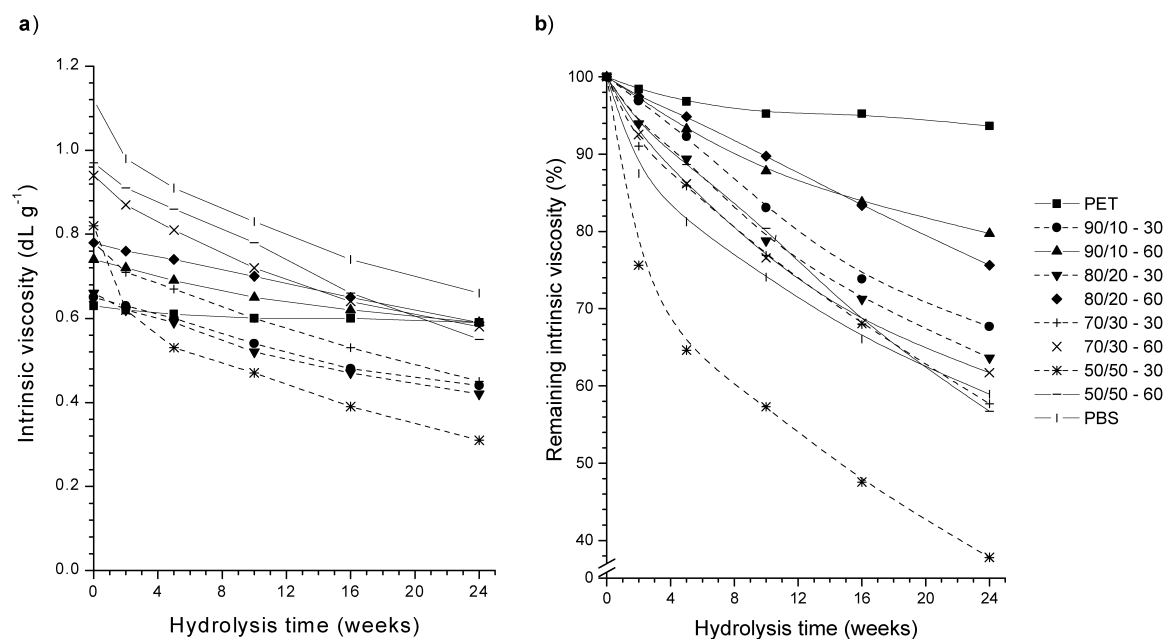 a)
Intrinsic viscosity (dL g⁻¹)
1.2
1.0
0.8
0.6
0.4
0.2
0.0
0 4 8 12 16 20 24
Hydrolysis time (weeks)
b)
Remaining intrinsic viscosity (%)
100
90
80
70
60
50
40
0
0 4 8 12 16 20 24
Hydrolysis time (weeks)
PET
90/10 - 30
90/10 - 60
80/20 - 30
80/20 - 60
70/30 - 30
70/30 - 60
50/50 - 30
50/50 - 60
PBS